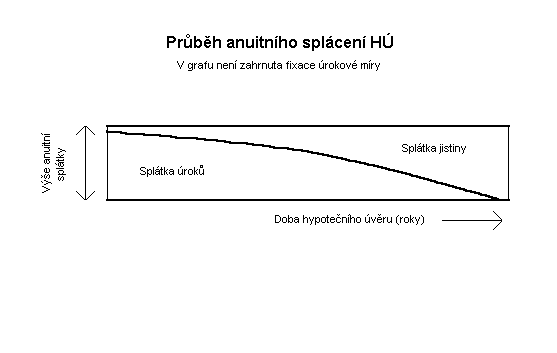 Průběh anuitního splácení HÚ
V grafu není zahrnuta fixace úrokové míry
Výše anuitní
splátky
Splátka úroků
Splátka jistiny
Doba hypotečního úvěru (roky)